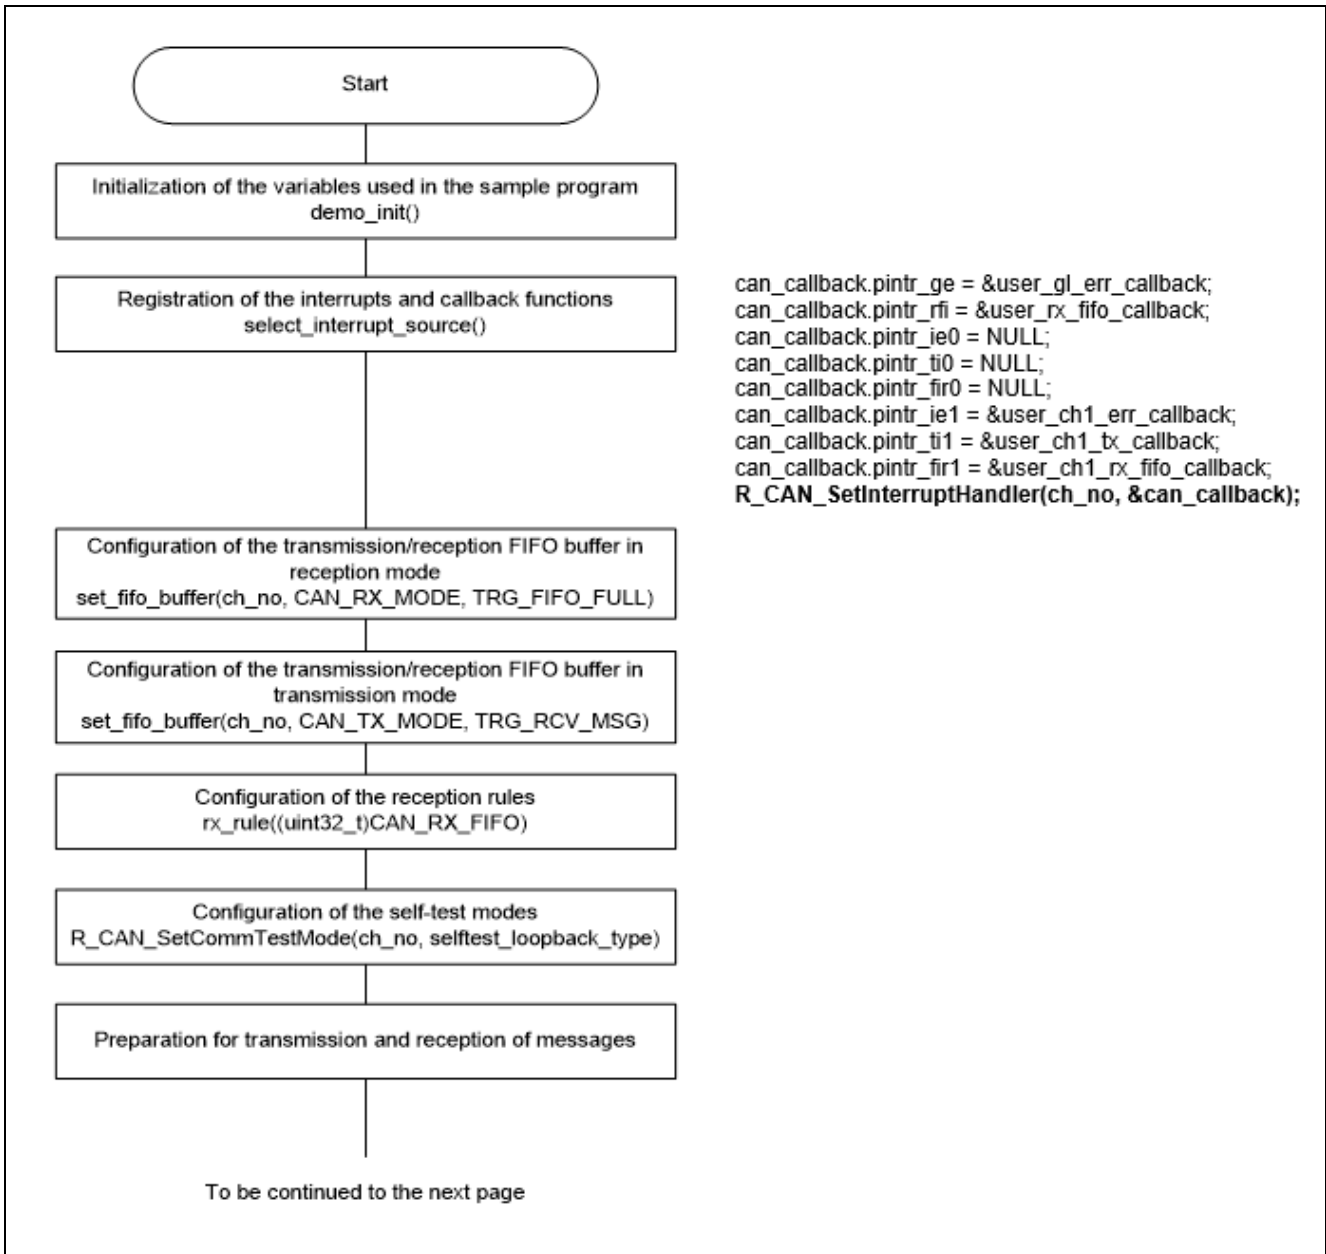 Start
Initialization of the variables used in the sample program
demo_init()
Registration of the interrupts and callback functions
select_interrupt_source()
can_callback.pintr_ge = &user_gl_err_callback;
can_callback.pintr_rfi = &user_rx_fifo_callback;
can_callback.pintr_ie0 = NULL;
can_callback.pintr_ti0 = NULL;
can_callback.pintr_fir0 = NULL;
can_callback.pintr_ie1 = &user_ch1_err_callback;
can_callback.pintr_ti1 = &user_ch1_tx_callback;
can_callback.pintr_fir1 = &user_ch1_rx_fifo_callback;
R_CAN_SetInterruptHandler(ch_no, &can_callback);
Configuration of the transmission/reception FIFO buffer in
reception mode
set_fifo_buffer(ch_no, CAN_RX_MODE, TRG_FIFO_FULL)
Configuration of the transmission/reception FIFO buffer in
transmission mode
set_fifo_buffer(ch_no, CAN_TX_MODE, TRG_RCV_MSG)
Configuration of the reception rules
rx_rule((uint32_t)CAN_RX_FIFO)
Configuration of the self-test modes
R_CAN_SetCommTestMode(ch_no, selftest_loopback_type)
Preparation for transmission and reception of messages
To be continued to the next page